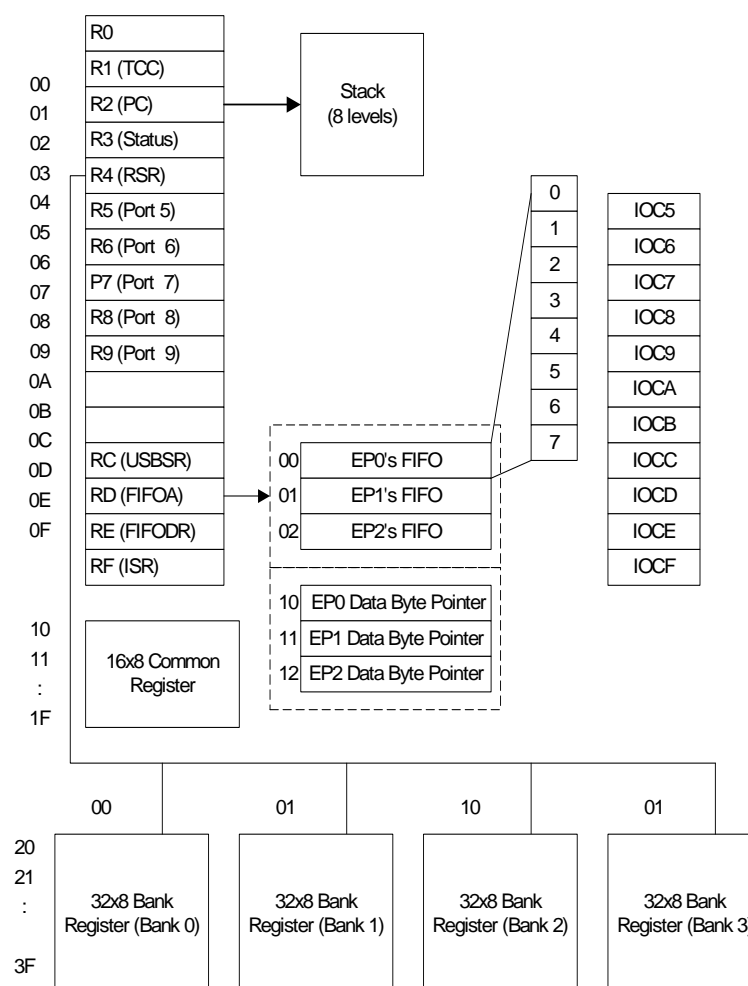 R0
R1 (TCC)
R2 (PC)
R3 (Status)
R4 (RSR)
R5 (Port 5)
R6 (Port 6)
P7 (Port 7)
R8 (Port 8)
R9 (Port 9)
RC (USBSR)
RD (FIFOA)
RE (FIFODR)
RF (ISR)
00
01
02
03
04
05
06
07
08
09
0A
0B
0C
0D
0E
0F
Stack
(8 levels)
0
1
2
3
4
5
6
7
IOC5
IOC6
IOC7
IOC8
IOC9
IOCA
IOCB
IOCC
IOCD
IOCE
IOCF
00 EP0's FIFO
01 EP1's FIFO
02 EP2's FIFO
10 EP0 Data Byte Pointer
11 EP1 Data Byte Pointer
12 EP2 Data Byte Pointer
10
11
:
1F
16x8 Common
Register
00
01
10
01
20
21
:
3F
32x8 Bank
Register (Bank 0)
32x8 Bank
Register (Bank 1)
32x8 Bank
Register (Bank 2)
32x8 Bank
Register (Bank 3)